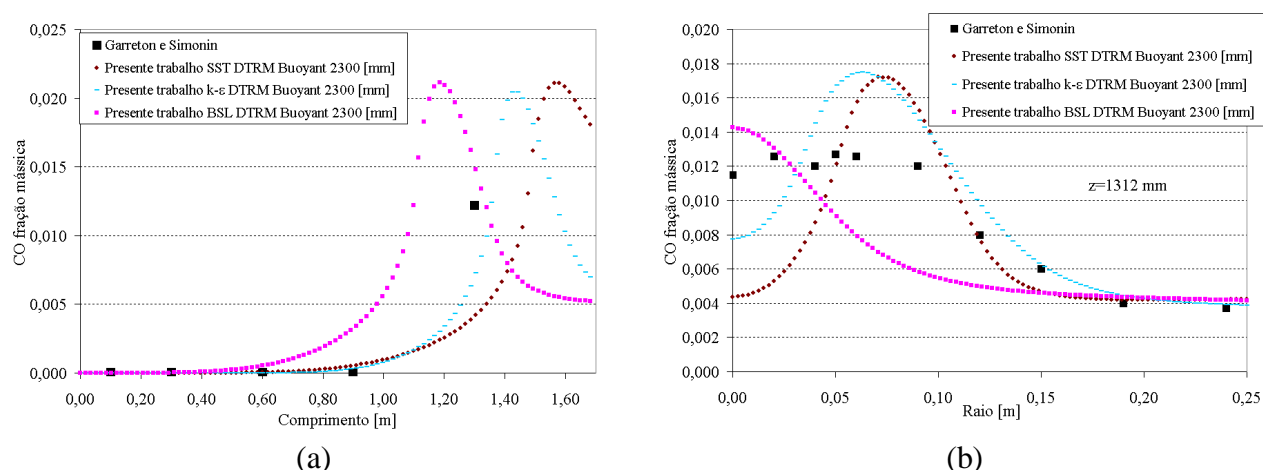 0,025
0,020
0,015
0,010
0,005
0,000
CO fração mássica
Garreton e Simonin
Presente trabalho SST DTRM Buoyant 2300 [mm]
Presente trabalho k-ε DTRM Buoyant 2300 [mm]
Presente trabalho BSL DTRM Buoyant 2300 [mm]
0,00 0,20 0,40 0,60 0,80 1,00 1,20 1,40 1,60
Comprimento [m]
(a)
0,020
0,018
0,016
0,014
0,012
0,010
0,008
0,006
0,004
0,002
0,000
CO fração mássica
Garreton e Simonin
Presente trabalho SST DTRM Buoyant 2300 [mm]
Presente trabalho k-ε DTRM Buoyant 2300 [mm]
Presente trabalho BSL DTRM Buoyant 2300 [mm]
z=1312 mm
0,00 0,05 0,10 0,15 0,20 0,25
Raio [m]
(b)